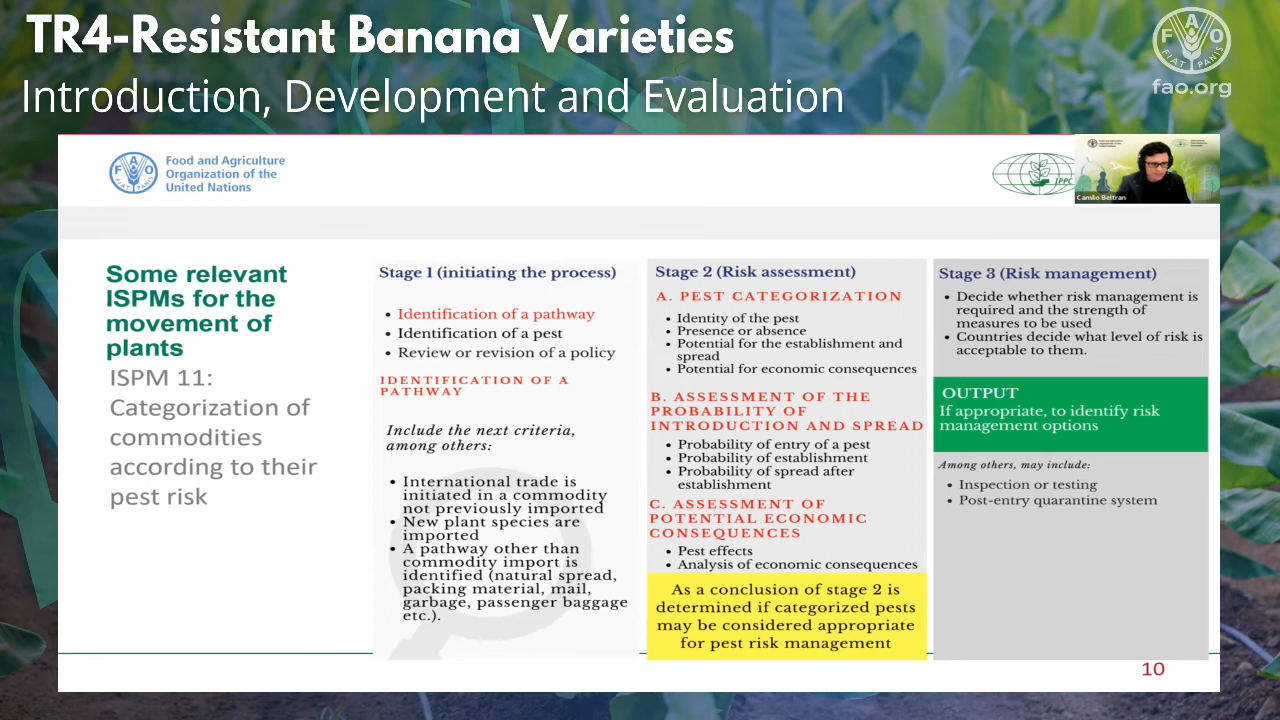 TR4-Resistant Banana Varieties
Introduction, Development and Evaluation
FAO
FIAT PANIS
fao.org
FAO
FIAT PANIS
Food and Agriculture
Organization of the
United Nations
IPPC
Camilo Beltran
Some relevant
ISPMs for the
movement of
plants
ISPM 11:
Categorization of
commodities
according to their
pest risk
Stage 1 (initiating the process)
• Identification of a pathway
• Identification of a pest
• Review or revision of a policy
IDENTIFICATION OF A
PATHWAY
Include the next criteria,
among others:
• International trade is
initiated in a commodity
not previously imported
• New plant species are
imported
• A pathway other than
commodity import is
identified (natural spread,
packing material, mail,
garbage, passenger baggage
etc.).
Stage 2 (Risk assessment)
A. PEST CATEGORIZATION
• Identity of the pest
• Presence or absence
• Potential for the establishment and
spread
• Potential for economic consequences
B. ASSESSMENT OF THE
PROBABILITY OF
INTRODUCTION AND SPREAD
• Probability of entry of a pest
• Probability of establishment
• Probability of spread after
establishment
C. ASSESSMENT OF
POTENTIAL ECONOMIC
CONSEQUENCES
• Pest effects
• Analysis of economic consequences
As a conclusion of stage 2 is
determined if categorized pests
may be considered appropriate
for pest risk management
Stage 3 (Risk management)
• Decide whether risk management is
required and the strength of
measures to be used
• Countries decide what level of risk is
acceptable to them.
OUTPUT
If appropriate, to identify risk
management options
Among others, may include:
• Inspection or testing
• Post-entry quarantine system
10